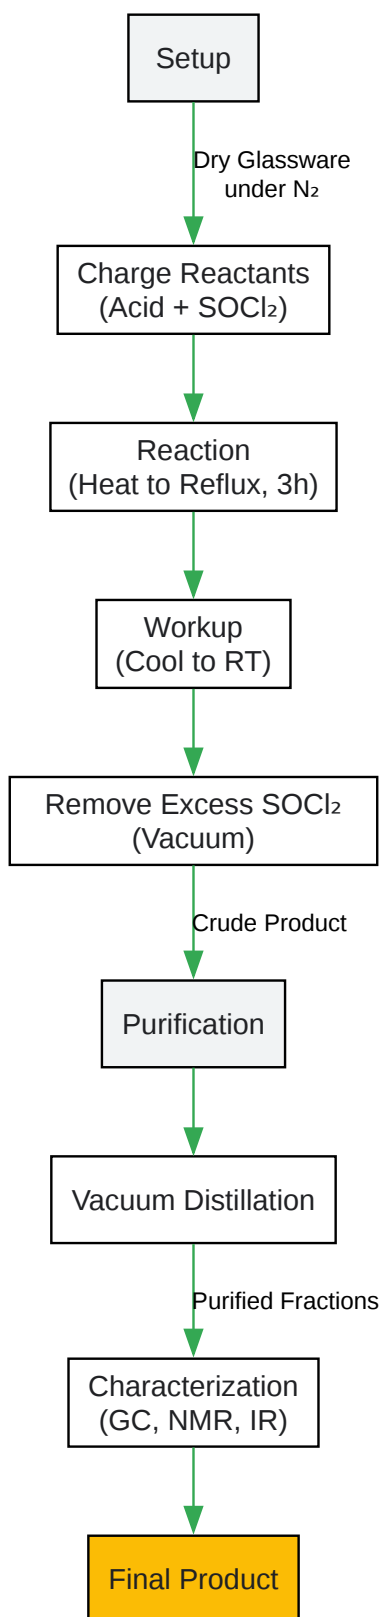 Setup
Dry Glassware
under N₂
Charge Reactants
(Acid + SOCl₂)
Reaction
(Heat to Reflux, 3h)
Workup
(Cool to RT)
Remove Excess SOCl₂
(Vacuum)
Crude Product
Purification
Vacuum Distillation
Purified Fractions
Characterization
(GC, NMR, IR)
Final Product